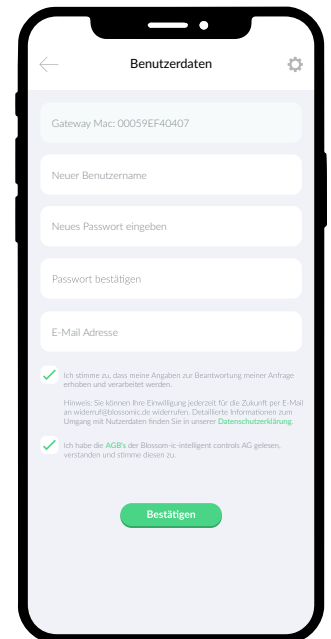 Benutzerdaten
Gateway Mac: 00059EF40407
Neuer Benutzername
Neues Passwort eingeben
Passwort bestätigen
E-Mail Adresse
Ich stimme zu, dass meine Angaben zur Beantwortung meiner Anfrage
erhoben und verarbeitet werden.
Hinweis: Sie können Ihre Einwilligung jederzeit für die Zukunft per E-Mail
an widerruf@blossomic.de widerrufen. Detaillierte Informationen zum
Umgang mit Nutzerdaten finden Sie in unserer Datenschutzerklärung.
Ich habe die AGB's der Blossom-ic-intelligent controls AG gelesen,
verstanden und stimme diesen zu.
Bestätigen